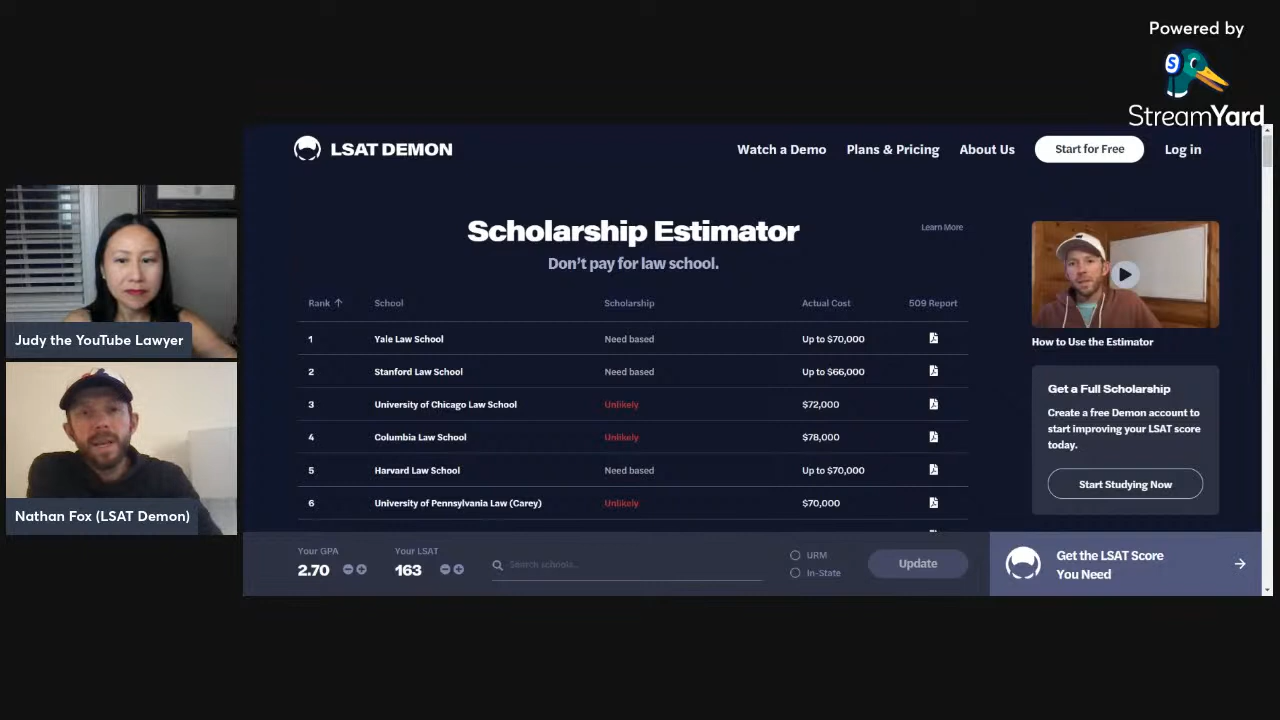 Powered by
StreamYard
LSAT DEMON
Watch a Demo
Plans & Pricing
About Us
Start for Free
Log in
Scholarship Estimator
Learn More
Don't pay for law school.
Rank ↑ School Scholarship Actual Cost 509 Report
1 Yale Law School Need based Up to $70,000
2 Stanford Law School Need based Up to $66,000
3 University of Chicago Law School Unlikely $72,000
4 Columbia Law School Unlikely $78,000
5 Harvard Law School Need based Up to $70,000
6 University of Pennsylvania Law (Carey) Unlikely $70,000
How to Use the Estimator
Get a Full Scholarship
Create a free Demon account to
start improving your LSAT score
today.
Start Studying Now
Judy the YouTube Lawyer
Nathan Fox (LSAT Demon)
Your GPA
2.70
Your LSAT
163
Search schools...
URM
In-State
Update
Get the LSAT Score
You Need